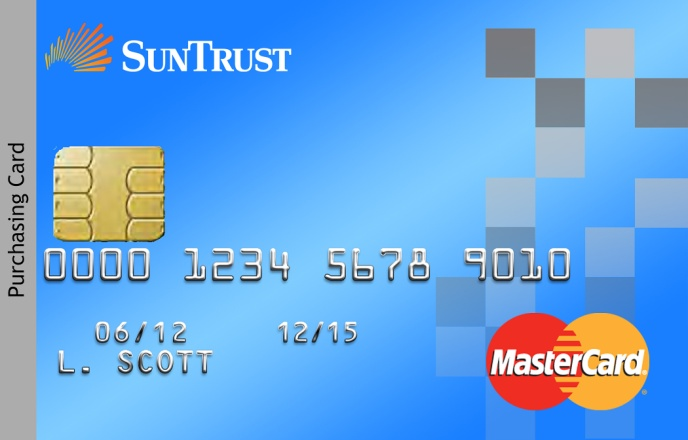 SUNTRUST
Purchasing Card
0000 1234 5678 9010
06/12 12/15
L. SCOTT
MasterCard